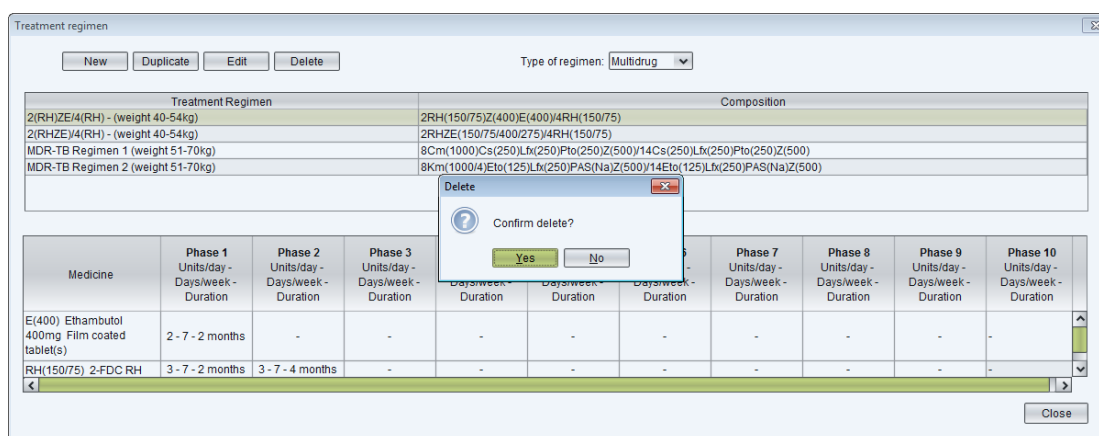 Treatment regimen
New Duplicate Edit Delete Type of regimen: Multidrug
Treatment Regimen Composition
2(RH)ZE/4(RH) - (weight 40-54kg) 2RH(150/75)Z(400)E(400)/4RH(150/75)
2(RHZE)/4(RH) - (weight 40-54kg) 2RHZE(150/75/400/275)/4RH(150/75)
MDR-TB Regimen 1 (weight 51-70kg) 8Cm(1000)Cs(250)Lfx(250)Pto(250)Z(500)/14Cs(250)Lfx(250)Pto(250)Z(500)
MDR-TB Regimen 2 (weight 51-70kg) 8Km(1000/4)Eto(125)Lfx(250)PAS(Na)Z(500)/14Eto(125)Lfx(250)PAS(Na)Z(500)
Delete
Confirm delete?
Yes No
Phase 1 Phase 2 Phase 3 Phase 7 Phase 8 Phase 9 Phase 10
Medicine Units/day - Units/day - Units/day - - Units/day - Units/day - Units/day - Units/day -
Days/week - Days/week - Days/week - Days/week - Days/week - Days/week - Days/week - Days/week - Days/week - Days/week -
Duration Duration Duration Duration Duration Duration Duration Duration Duration Duration
E(400) Ethambutol
400mg Film coated 2 - 7 - 2 months - - - - - - - - -
tablet(s)
RH(150/75) 2-FDC RH 3 - 7 - 2 months 3 - 7 - 4 months - - - - - - - -
Close